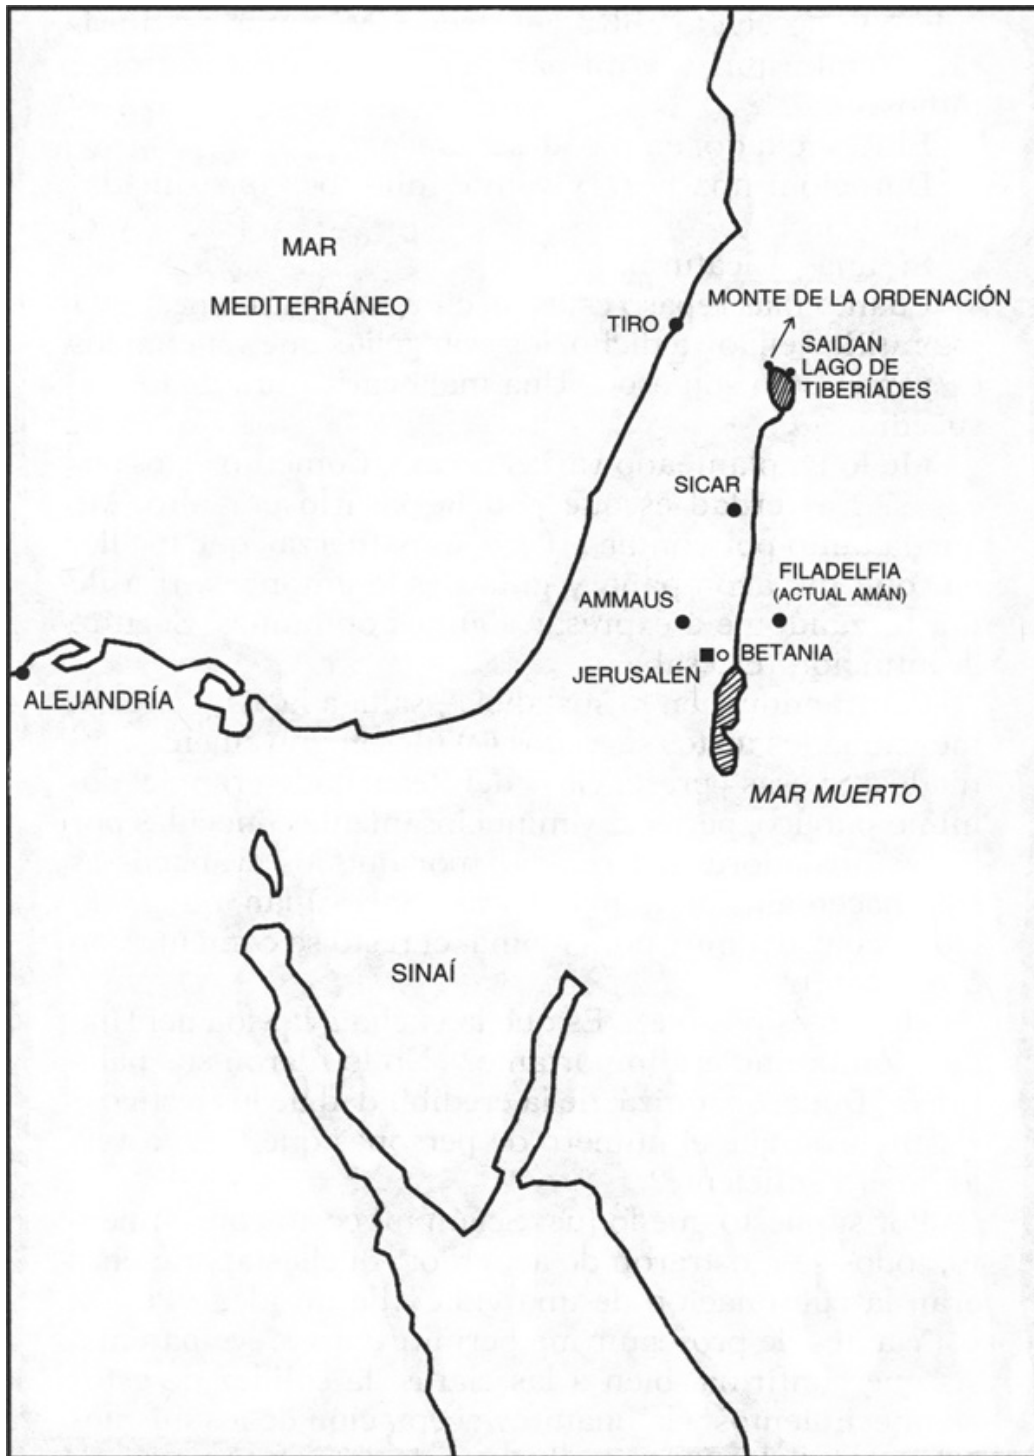 MAR
MEDITERRÁNEO
MONTE DE LA ORDENACIÓN
TIRO
SAIDAN
LAGO DE
TIBERÍADES
SICAR
FILADELFIA
(ACTUAL AMÁN)
AMMAUS
BETANIA
JERUSALÉN
ALEJANDRÍA
MAR MUERTO
SINAÍ